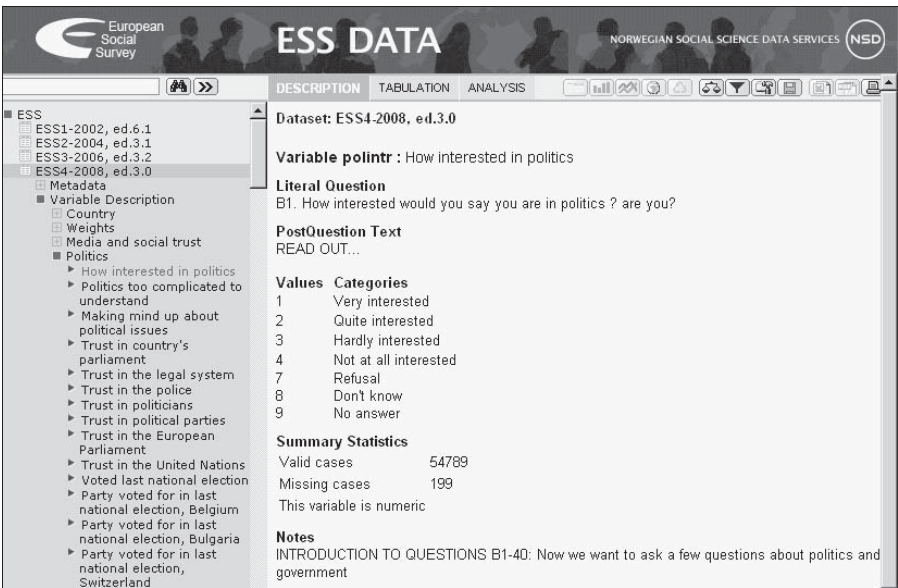 European
Social
Survey
ESS DATA
NORWEGIAN SOCIAL SCIENCE DATA SERVICES NSD
DESCRIPTION TABULATION ANALYSIS
ESS
ESS1-2002, ed.6.1
ESS2-2004, ed.3.1
ESS3-2006, ed.3.2
ESS4-2008, ed.3.0
Metadata
Variable Description
Country
Weights
Media and social trust
Politics
How interested in politics
Politics too complicated to
understand
Making mind up about
political issues
Trust in country's
parliament
Trust in the legal system
Trust in the police
Trust in politicians
Trust in political parties
Trust in the European
Parliament
Trust in the United Nations
Voted last national election
Party voted for in last
national election, Belgium
Party voted for in last
national election, Bulgaria
Party voted for in last
national election,
Switzerland
Dataset: ESS4-2008, ed.3.0
Variable polintr : How interested in politics
Literal Question
B1. How interested would you say you are in politics ? are you?
PostQuestion Text
READ OUT...
Values Categories
1 Very interested
2 Quite interested
3 Hardly interested
4 Not at all interested
7 Refusal
8 Don't know
9 No answer
Summary Statistics
Valid cases 54789
Missing cases 199
This variable is numeric
Notes
INTRODUCTION TO QUESTIONS B1-40: Now we want to ask a few questions about politics and
government